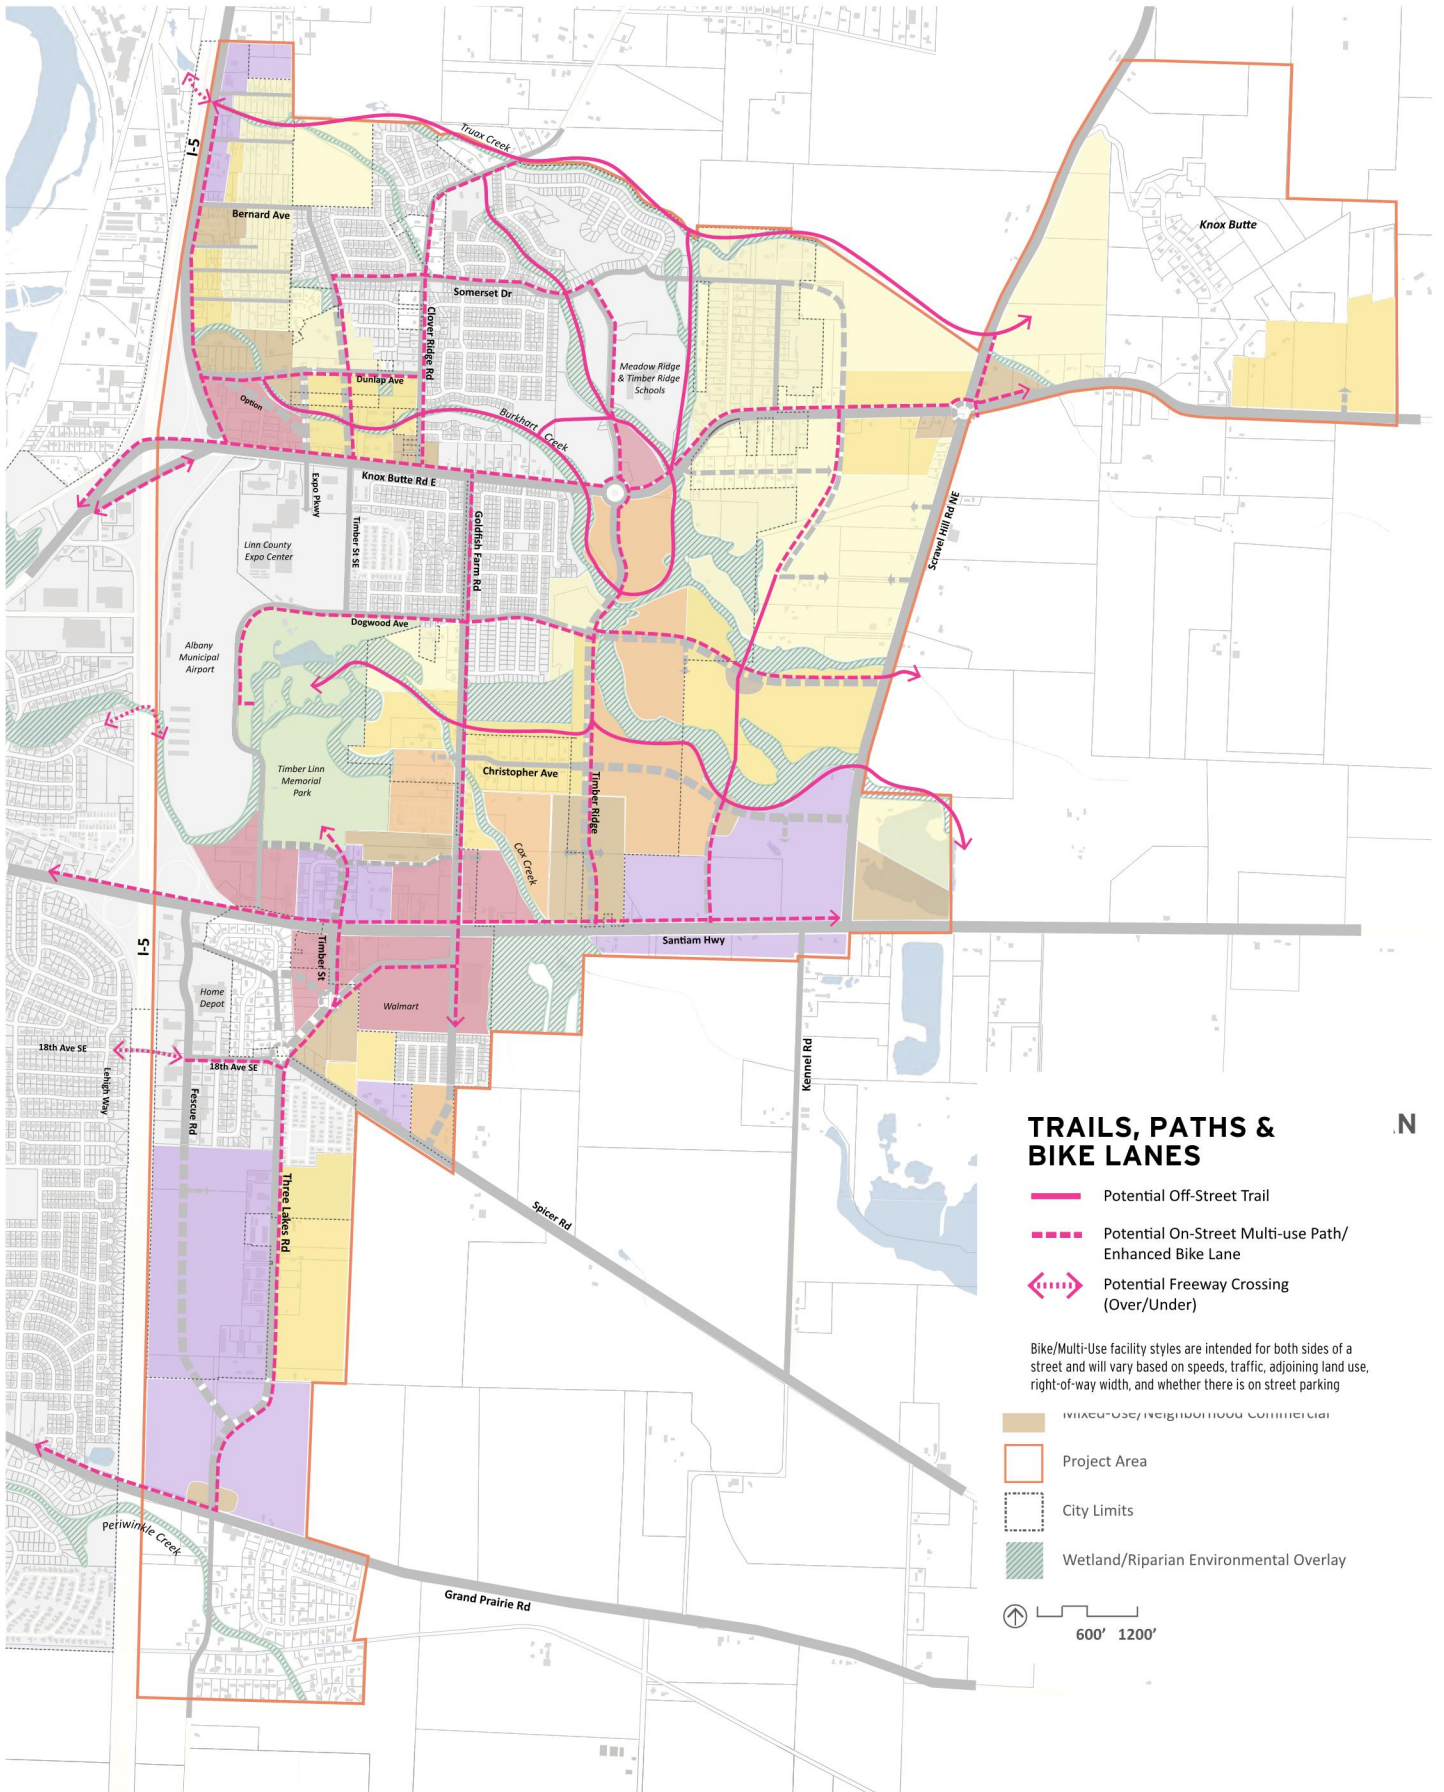 Truax Creek
I-5
Bernard Ave
Knox Butte
Somerset Dr
Clover Ridge Rd
Meadow Ridge
& Timber Ridge
Schools
Dunlap Ave
Option
Burkhart Creek
Knox Butte Rd E
Expo Pkwy
Timber St SE
Goldfish Farm Rd
Linn County
Expo Center
Scravel Hill Rd NE
Dogwood Ave
Albany
Municipal
Airport
Timber Linn
Memorial
Park
Christopher Ave
Timber Ridge
Cox Creek
I-5
Timber St
Santiam Hwy
Home
Depot
Walmart
18th Ave SE
18th Ave SE
Lehigh Way
Fescue Rd
Kennel Rd
Three Lakes Rd
Spicer Rd
TRAILS, PATHS &
BIKE LANES
N
Potential Off-Street Trail
Potential On-Street Multi-use Path/
Enhanced Bike Lane
Potential Freeway Crossing
(Over/Under)
Bike/Multi-Use facility styles are intended for both sides of a
street and will vary based on speeds, traffic, adjoining land use,
right-of-way width, and whether there is on street parking
Mixed-Use/Neighborhood Commercial
Project Area
City Limits
Wetland/Riparian Environmental Overlay
600' 1200'
Periwinkle Creek
Grand Prairie Rd